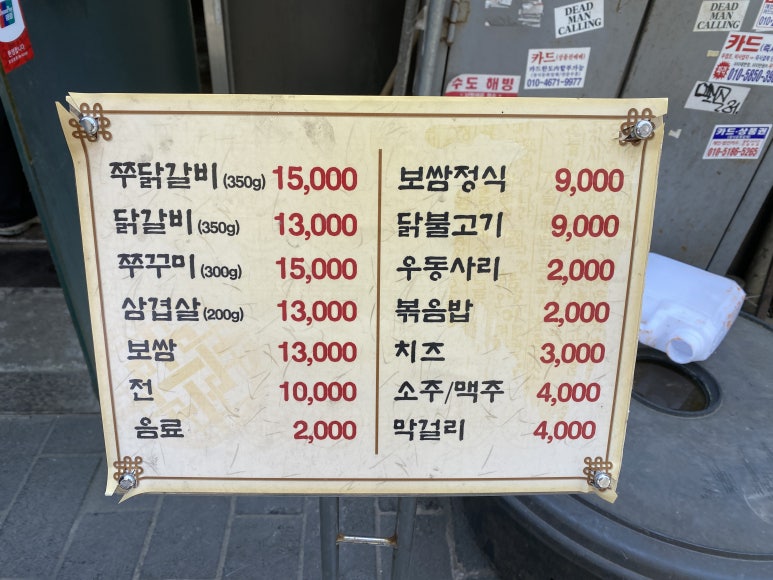 DEAD
MAN
CALLING
DEAD
MAN
CALLING
카드
수도 해빙
010-4671-9977
카드
010-5850-
카드-상품권
010-5186-5265
쭈닭갈비 (350g) 15,000
닭갈비 (350g) 13,000
쭈꾸미 (300g) 15,000
삼겹살 (200g) 13,000
보쌈 13,000
전 10,000
음료 2,000
보쌈정식 9,000
닭불고기 9,000
우동사리 2,000
볶음밥 2,000
치즈 3,000
소주/맥주 4,000
막걸리 4,000